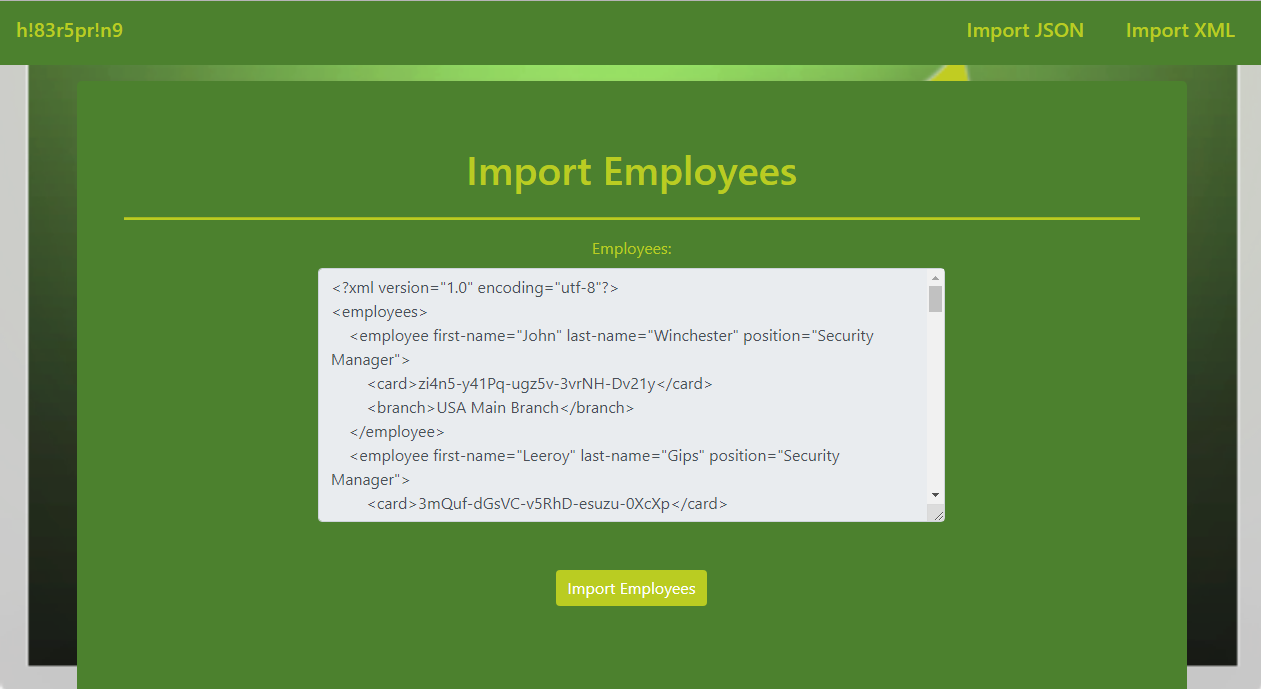 h!83r5pr!n9 Import JSON Import XML
Import Employees
Employees:
<?xml version="1.0" encoding="utf-8"?>
<employees>
<employee first-name="John" last-name="Winchester" position="Security
Manager">
<card>zi4n5-y41Pq-ugz5v-3vrNH-Dv21y</card>
<branch>USA Main Branch</branch>
</employee>
<employee first-name="Leeroy" last-name="Gips" position="Security
Manager">
<card>3mQuf-dGsVC-v5RhD-esuzu-0XcXp</card>
Import Employees